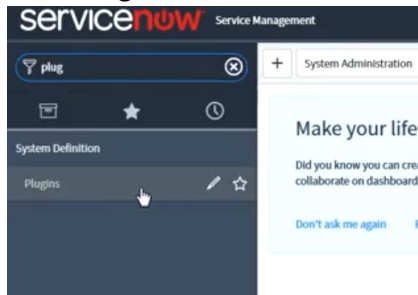 servicenow Service Management
plug
+ System Administration
System Definition
Plugins
Make your life
Did you know you can
collaborate on dashboard
Don't ask me again